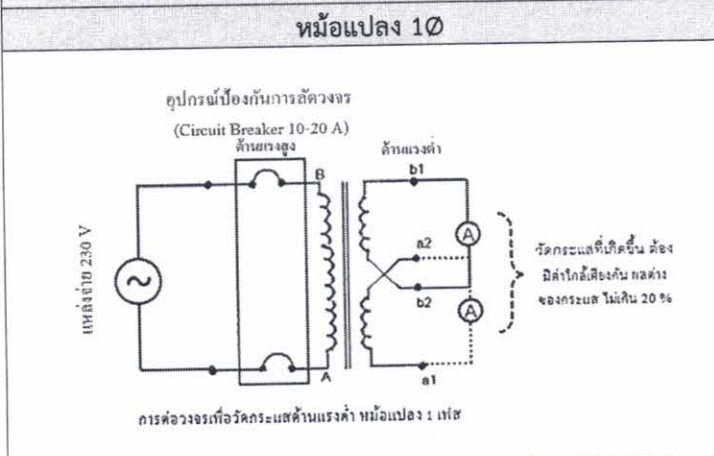 หม้อแปลง 1Ø
อุปกรณ์ป้องกันการลัดวงจร
(Circuit Breaker 10-20 A)
ด้านแรงสูง
ด้านแรงต่ำ
แหล่งจ่าย 230 V
B
A
b1
a2
b2
a1
A
A
วัดกระแสที่เกิดขึ้น ต้อง
มีค่าใกล้เคียงกัน ผลต่าง
ของกระแส ไม่เกิน 20 %
การต่อวงจรเพื่อวัดกระแสด้านแรงต่ำ หม้อแปลง 1 เฟส